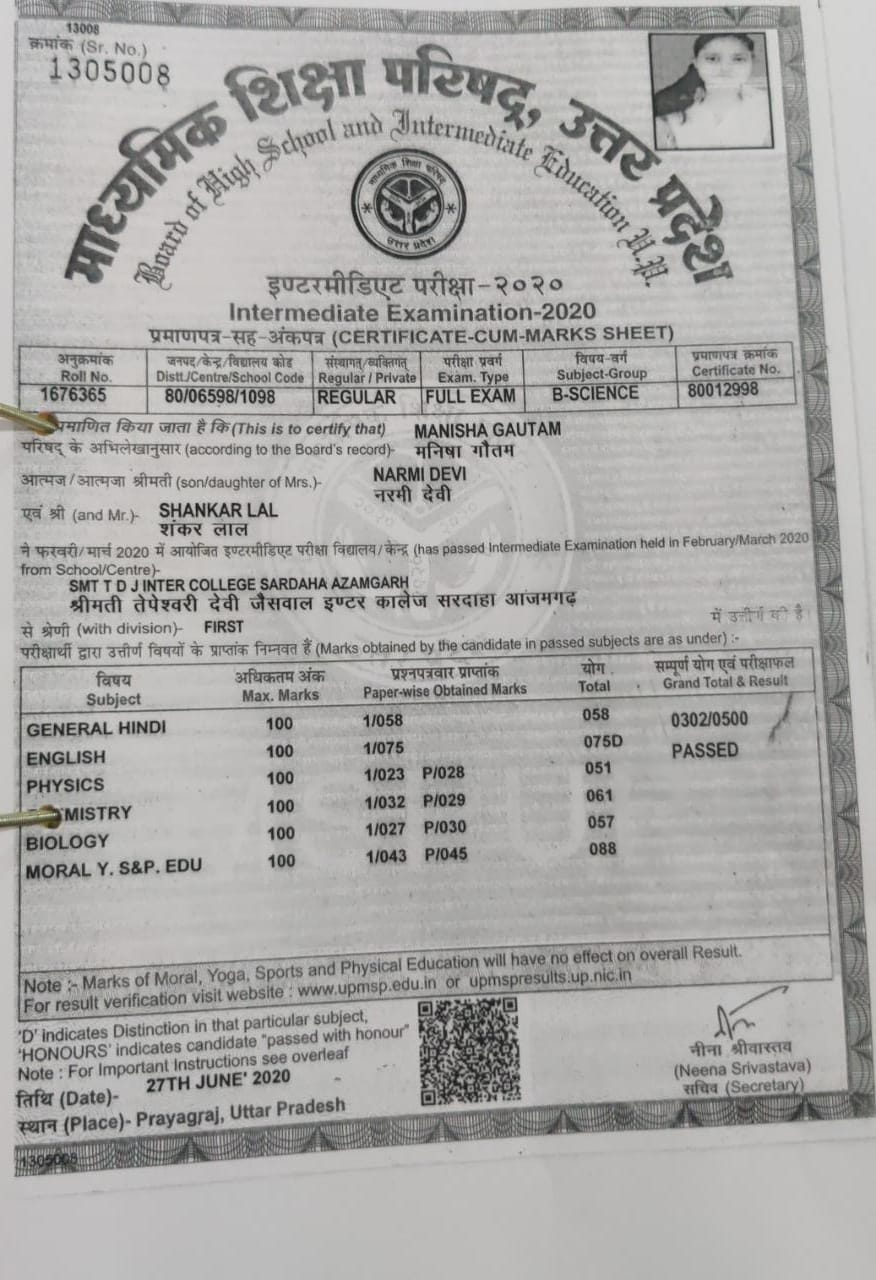 13008
क्रमांक (Sr. No.)
1305008
माध्यमिक शिक्षा परिषद्, उत्तर प्रदेश
Board of High School and Intermediate Education U.P.
माध्यमिक शिक्षा परिषद्
उत्तर प्रदेश
इण्टरमीडिएट परीक्षा-२०२०
Intermediate Examination-2020
प्रमाणपत्र-सह-अंकपत्र (CERTIFICATE-CUM-MARKS SHEET)
अनुक्रमांक जनपद/केन्द्र/विद्यालय कोड संस्थागत/व्यक्तिगत परीक्षा प्रवर्ग विषय-वर्ग प्रमाणपत्र क्रमांक
Roll No. Distt./Centre/School Code Regular / Private Exam. Type Subject-Group Certificate No.
1676365 80/06598/1098 REGULAR FULL EXAM B-SCIENCE 80012998
प्रमाणित किया जाता है कि (This is to certify that) MANISHA GAUTAM
परिषद् के अभिलेखानुसार (according to the Board's record)- मनिषा गौतम
आत्मज/आत्मजा श्रीमती (son/daughter of Mrs.)- NARMI DEVI
नरमी देवी
एवं श्री (and Mr.)- SHANKAR LAL
शंकर लाल
ने फरवरी/मार्च 2020 में आयोजित इण्टरमीडिएट परीक्षा विद्यालय/केन्द्र (has passed Intermediate Examination held in February/March 2020
from School/Centre)-
SMT T D J INTER COLLEGE SARDAHA AZAMGARH
श्रीमती तेपेश्वरी देवी जैसवाल इण्टर कालेज सरदाहा आजमगढ़
से श्रेणी (with division)- FIRST में उत्तीर्ण की है।
परीक्षार्थी द्वारा उत्तीर्ण विषयों के प्राप्तांक निम्नवत हैं (Marks obtained by the candidate in passed subjects are as under) :-
विषय अधिकतम अंक प्रश्नपत्रवार प्राप्तांक योग सम्पूर्ण योग एवं परीक्षाफल
Subject Max. Marks Paper-wise Obtained Marks Total Grand Total & Result
GENERAL HINDI 100 1/058 058 0302/0500
ENGLISH 100 1/075 075D PASSED
PHYSICS 100 1/023 P/028 051
MISTRY 100 1/032 P/029 061
BIOLOGY 100 1/027 P/030 057
MORAL Y. S&P. EDU 100 1/043 P/045 088
Note :- Marks of Moral, Yoga, Sports and Physical Education will have no effect on overall Result.
For result verification visit website : www.upmsp.edu.in or upmspresults.up.nic.in
'D' indicates Distinction in that particular subject,
'HONOURS' indicates candidate "passed with honour"
Note : For Important Instructions see overleaf
तिथि (Date)- 27TH JUNE' 2020
स्थान (Place)- Prayagraj, Uttar Pradesh
नीना श्रीवास्तव
(Neena Srivastava)
सचिव (Secretary)
1305008